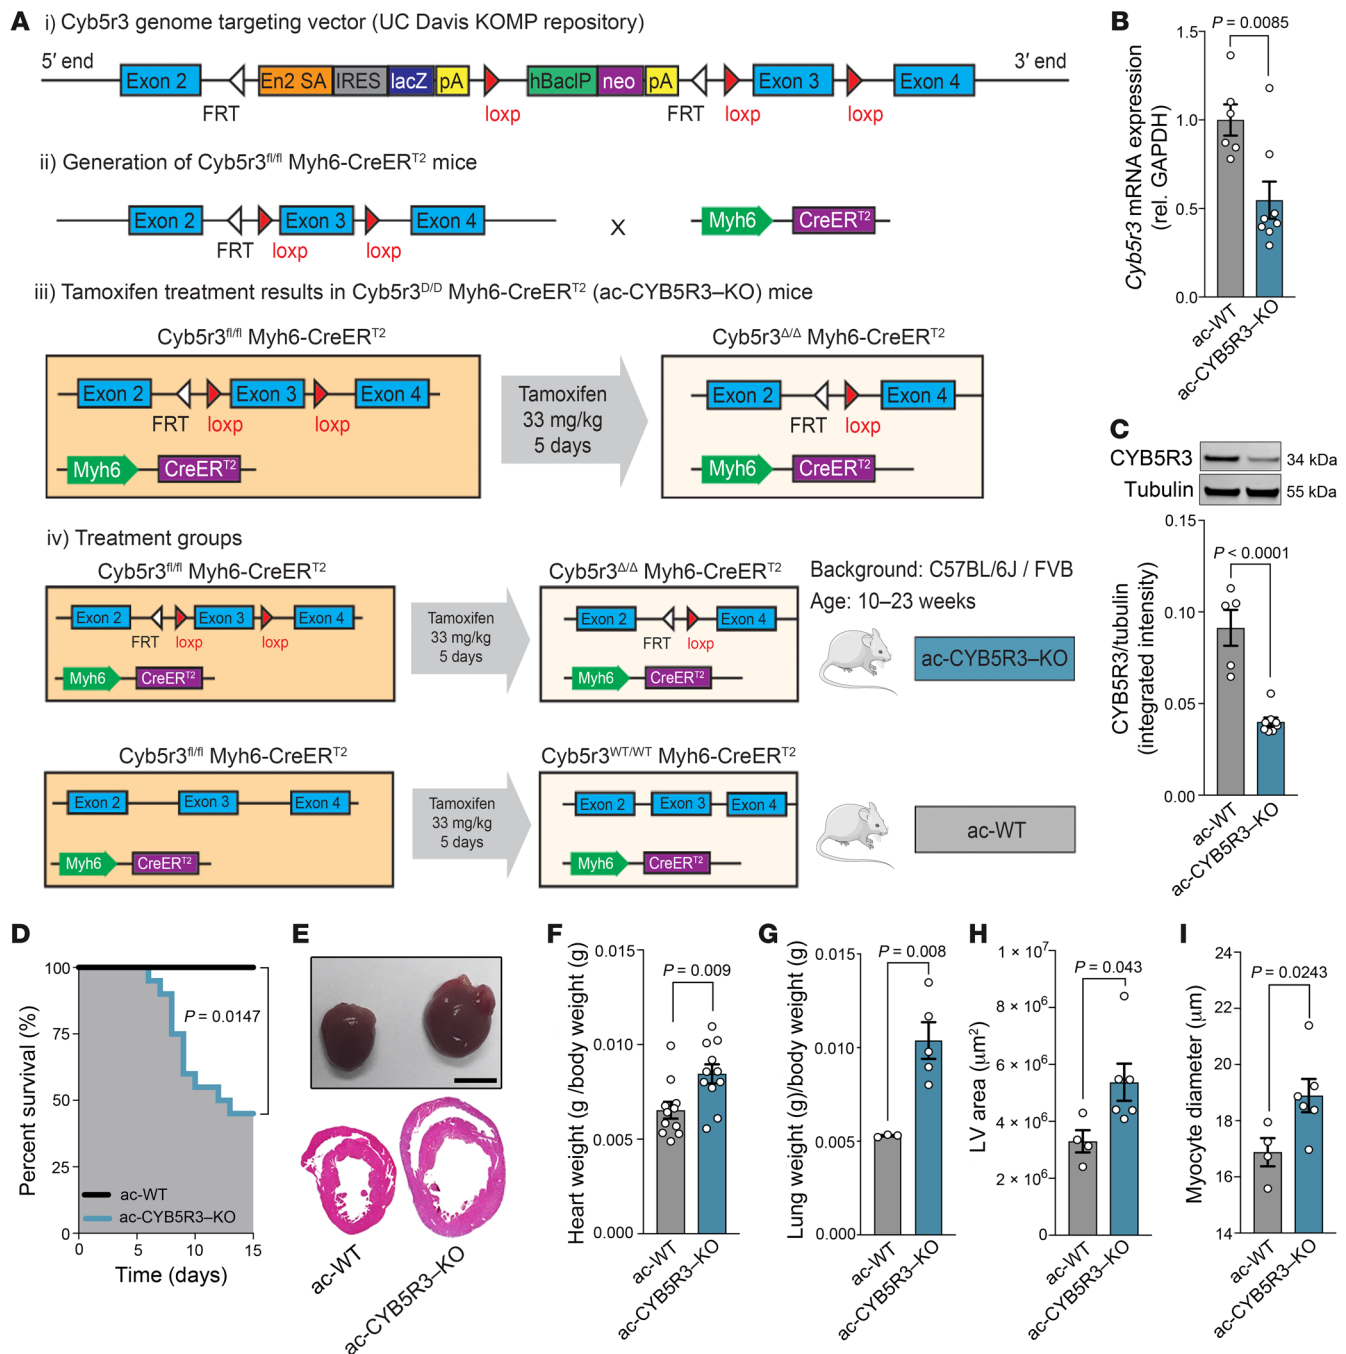 A
i) Cyb5r3 genome targeting vector (UC Davis KOMP repository)
5′ end
3′ end
Exon 2
En2 SA
IRES
lacZ
pA
hBacIP
neo
pA
Exon 3
Exon 4
FRT
loxp
FRT
loxp
loxp
ii) Generation of Cyb5r3fl/fl Myh6-CreERT2 mice
Exon 2
Exon 3
Exon 4
X
Myh6
CreERT2
FRT
loxp
loxp
iii) Tamoxifen treatment results in Cyb5r3D/D Myh6-CreERT2 (ac-CYB5R3–KO) mice
Cyb5r3fl/fl Myh6-CreERT2
Exon 2
Exon 3
Exon 4
FRT
loxp
loxp
Myh6
CreERT2
Tamoxifen
33 mg/kg
5 days
Cyb5r3Δ/Δ Myh6-CreERT2
Exon 2
Exon 4
FRT
loxp
Myh6
CreERT2
iv) Treatment groups
Cyb5r3fl/fl Myh6-CreERT2
Exon 2
Exon 3
Exon 4
FRT
loxp
loxp
Myh6
CreERT2
Tamoxifen
33 mg/kg
5 days
Cyb5r3Δ/Δ Myh6-CreERT2
Exon 2
Exon 4
FRT
loxp
Myh6
CreERT2
Background: C57BL/6J / FVB
Age: 10–23 weeks
ac-CYB5R3–KO
Cyb5r3fl/fl Myh6-CreERT2
Exon 2
Exon 3
Exon 4
Myh6
CreERT2
Tamoxifen
33 mg/kg
5 days
Cyb5r3WT/WT Myh6-CreERT2
Exon 2
Exon 3
Exon 4
Myh6
CreERT2
ac-WT
B
P = 0.0085
Cyb5r3 mRNA expression
(rel. GAPDH)
1.5
1.0
0.5
0.0
ac-WT
ac-CYB5R3–KO
C
CYB5R3
34 kDa
Tubulin
55 kDa
P < 0.0001
CYB5R3/tubulin
(integrated intensity)
0.15
0.10
0.05
0.00
ac-WT
ac-CYB5R3–KO
D
Percent survival (%)
100
75
50
25
0
P = 0.0147
ac-WT
ac-CYB5R3–KO
0
5
10
15
Time (days)
E
ac-WT
ac-CYB5R3–KO
F
Heart weight (g /body weight (g)
0.015
0.010
0.005
0.000
P = 0.009
ac-WT
ac-CYB5R3–KO
G
Lung weight (g)/body weight (g)
0.015
0.010
0.005
0.000
P = 0.008
ac-WT
ac-CYB5R3–KO
H
LV area (μm2)
1 × 107
8 × 106
6 × 106
4 × 106
2 × 106
0
P = 0.043
ac-WT
ac-CYB5R3–KO
I
Myocyte diameter (μm)
24
22
20
18
16
14
P = 0.0243
ac-WT
ac-CYB5R3–KO